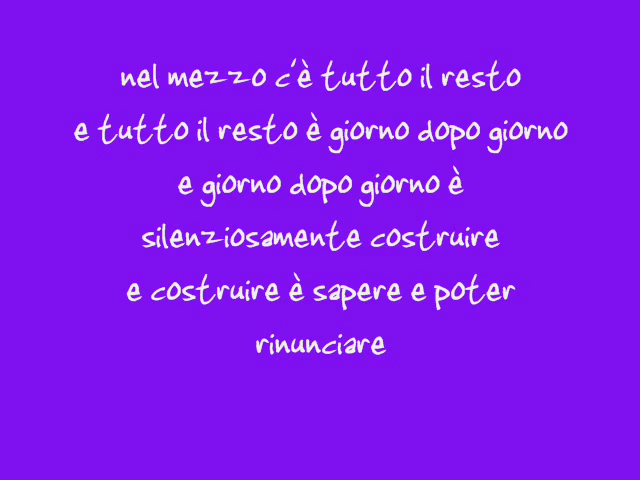 nel mezzo c'è tutto il resto
e tutto il resto è giorno dopo giorno
e giorno dopo giorno è
silenziosamente costruire
e costruire è sapere e poter
rinunciare